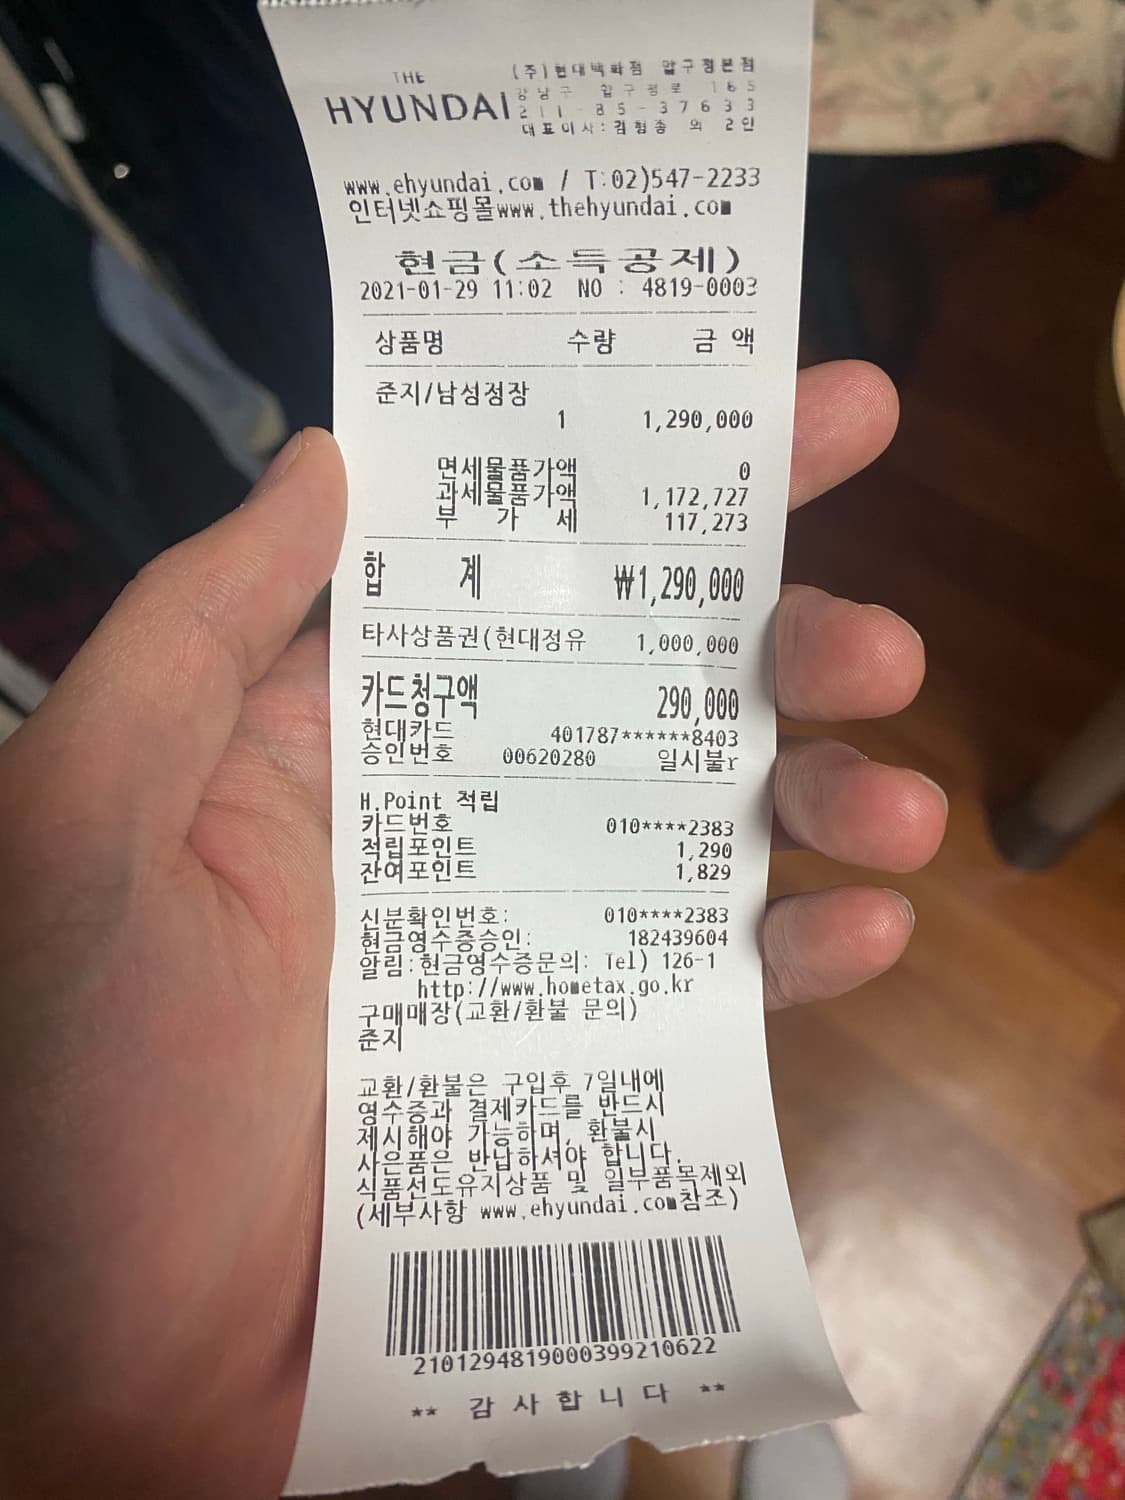 THE
HYUNDAI
(주)현대백화점 압구정본점
강남구 압구정로 165
211-85-37633
대표이사:김형종 외 2인
www.ehyundai.com / T:02)547-2233
인터넷쇼핑몰www.thehyundai.com
현금(소득공제)
2021-01-29 11:02 NO : 4819-0003
상품명 수량 금 액
준지/남성정장
1 1,290,000
면세물품가액 0
과세물품가액 1,172,727
부 가 세 117,273
합 계 ₩1,290,000
타사상품권(현대정유 1,000,000
카드청구액 290,000
현대카드 401787******8403
승인번호 00620280 일시불r
H.Point 적립
카드번호 010****2383
적립포인트 1,290
잔여포인트 1,829
신분확인번호: 010****2383
현금영수증승인: 182439604
알림:현금영수증문의: Tel) 126-1
http://www.hometax.go.kr
구매매장(교환/환불 문의)
준지
교환/환불은 구입후 7일내에
영수증과 결제카드를 반드시
제시해야 가능하며, 환불시
사은품은 반납하셔야 합니다.
식품선도유지상품 및 일부품목제외
(세부사항 www.ehyundai.com참조)
2101294819000399210622
** 감사합니다 **